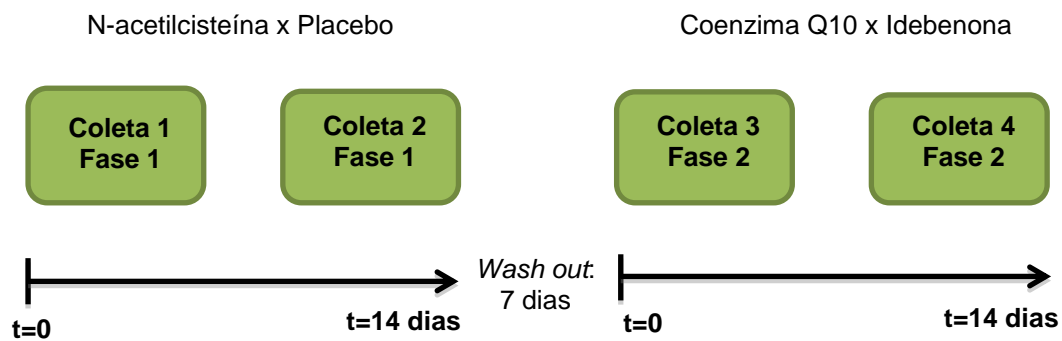 N-acetilcisteína x Placebo
Coenzima Q10 x Idebenona
Coleta 1
Fase 1
Coleta 2
Fase 1
Coleta 3
Fase 2
Coleta 4
Fase 2
t=0
t=14 dias
Wash out:
7 dias
t=0
t=14 dias